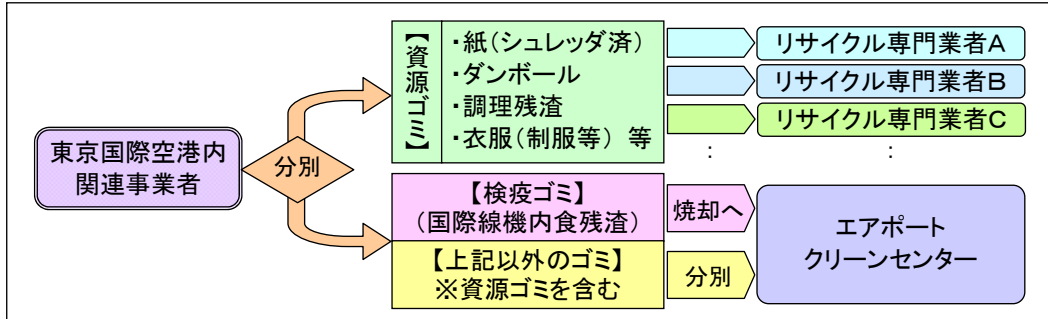 東京国際空港内
関連事業者
分別
【資源ゴミ】
・紙(シュレッダ済)
・ダンボール
・調理残渣
・衣服(制服等) 等
リサイクル専門業者A
リサイクル専門業者B
リサイクル専門業者C
: :
【検疫ゴミ】
(国際線機内食残渣)
焼却へ
【上記以外のゴミ】
※資源ゴミを含む
分別
エアポート
クリーンセンター